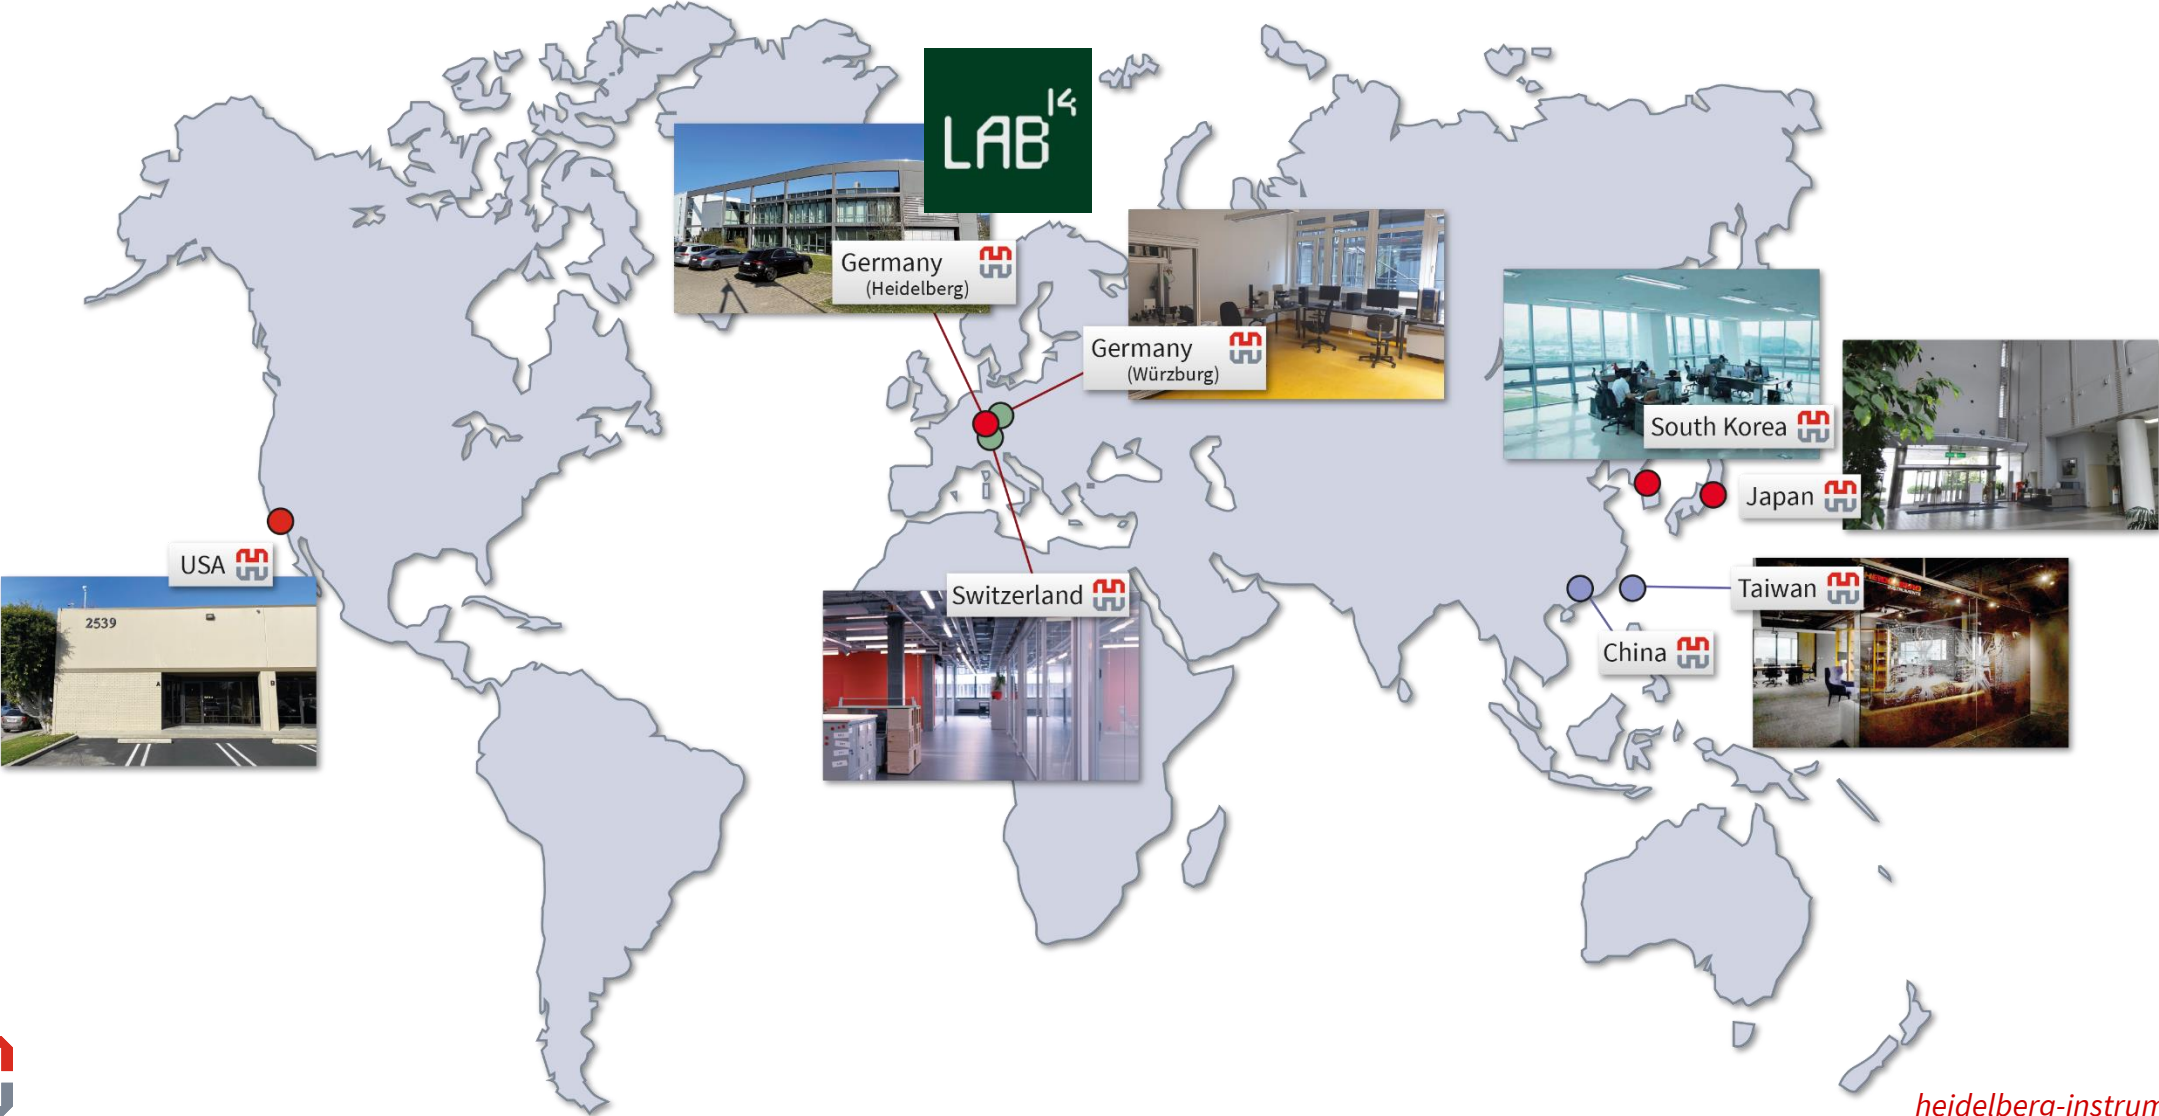 LAB14
Germany
(Heidelberg)
Germany
(Würzburg)
South Korea
Japan
USA
2539
Switzerland
Taiwan
China
heidelberg-instrum